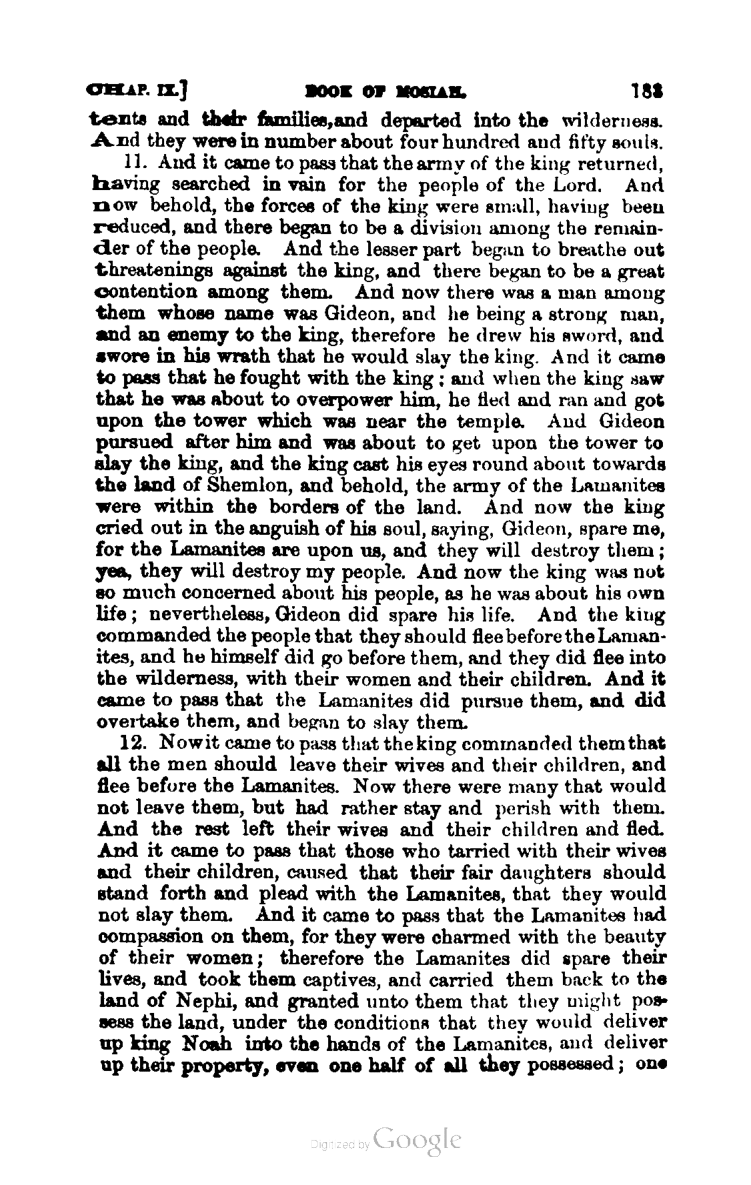 CHAP. IX.] BOOK OF MOSIAH. 183
tents and their families, and departed into the wilderness.
And they were in number about four hundred and fifty souls.
11. And it came to pass that the army of the king returned,
having searched in vain for the people of the Lord. And
now behold, the forces of the king were small, having been
reduced, and there began to be a division among the remain-
der of the people. And the lesser part began to breathe out
threatenings against the king, and there began to be a great
contention among them. And now there was a man among
them whose name was Gideon, and he being a strong man,
and an enemy to the king, therefore he drew his sword, and
swore in his wrath that he would slay the king. And it came
to pass that he fought with the king; and when the king saw
that he was about to overpower him, he fled and ran and got
upon the tower which was near the temple. And Gideon
pursued after him and was about to get upon the tower to
slay the king, and the king cast his eyes round about towards
the land of Shemlon, and behold, the army of the Lamanites
were within the borders of the land. And now the king
cried out in the anguish of his soul, saying, Gideon, spare me,
for the Lamanites are upon us, and they will destroy them;
yea, they will destroy my people. And now the king was not
so much concerned about his people, as he was about his own
life; nevertheless, Gideon did spare his life. And the king
commanded the people that they should flee before the Laman-
ites, and he himself did go before them, and they did flee into
the wilderness, with their women and their children. And it
came to pass that the Lamanites did pursue them, and did
overtake them, and began to slay them.
12. Now it came to pass that the king commanded them that
all the men should leave their wives and their children, and
flee before the Lamanites. Now there were many that would
not leave them, but had rather stay and perish with them.
And the rest left their wives and their children and fled.
And it came to pass that those who tarried with their wives
and their children, caused that their fair daughters should
stand forth and plead with the Lamanites, that they would
not slay them. And it came to pass that the Lamanites had
compassion on them, for they were charmed with the beauty
of their women; therefore the Lamanites did spare their
lives, and took them captives, and carried them back to the
land of Nephi, and granted unto them that they might pos-
sess the land, under the conditions that they would deliver
up king Noah into the hands of the Lamanites, and deliver
up their property, even one half of all they possessed; one
Digitized by Google